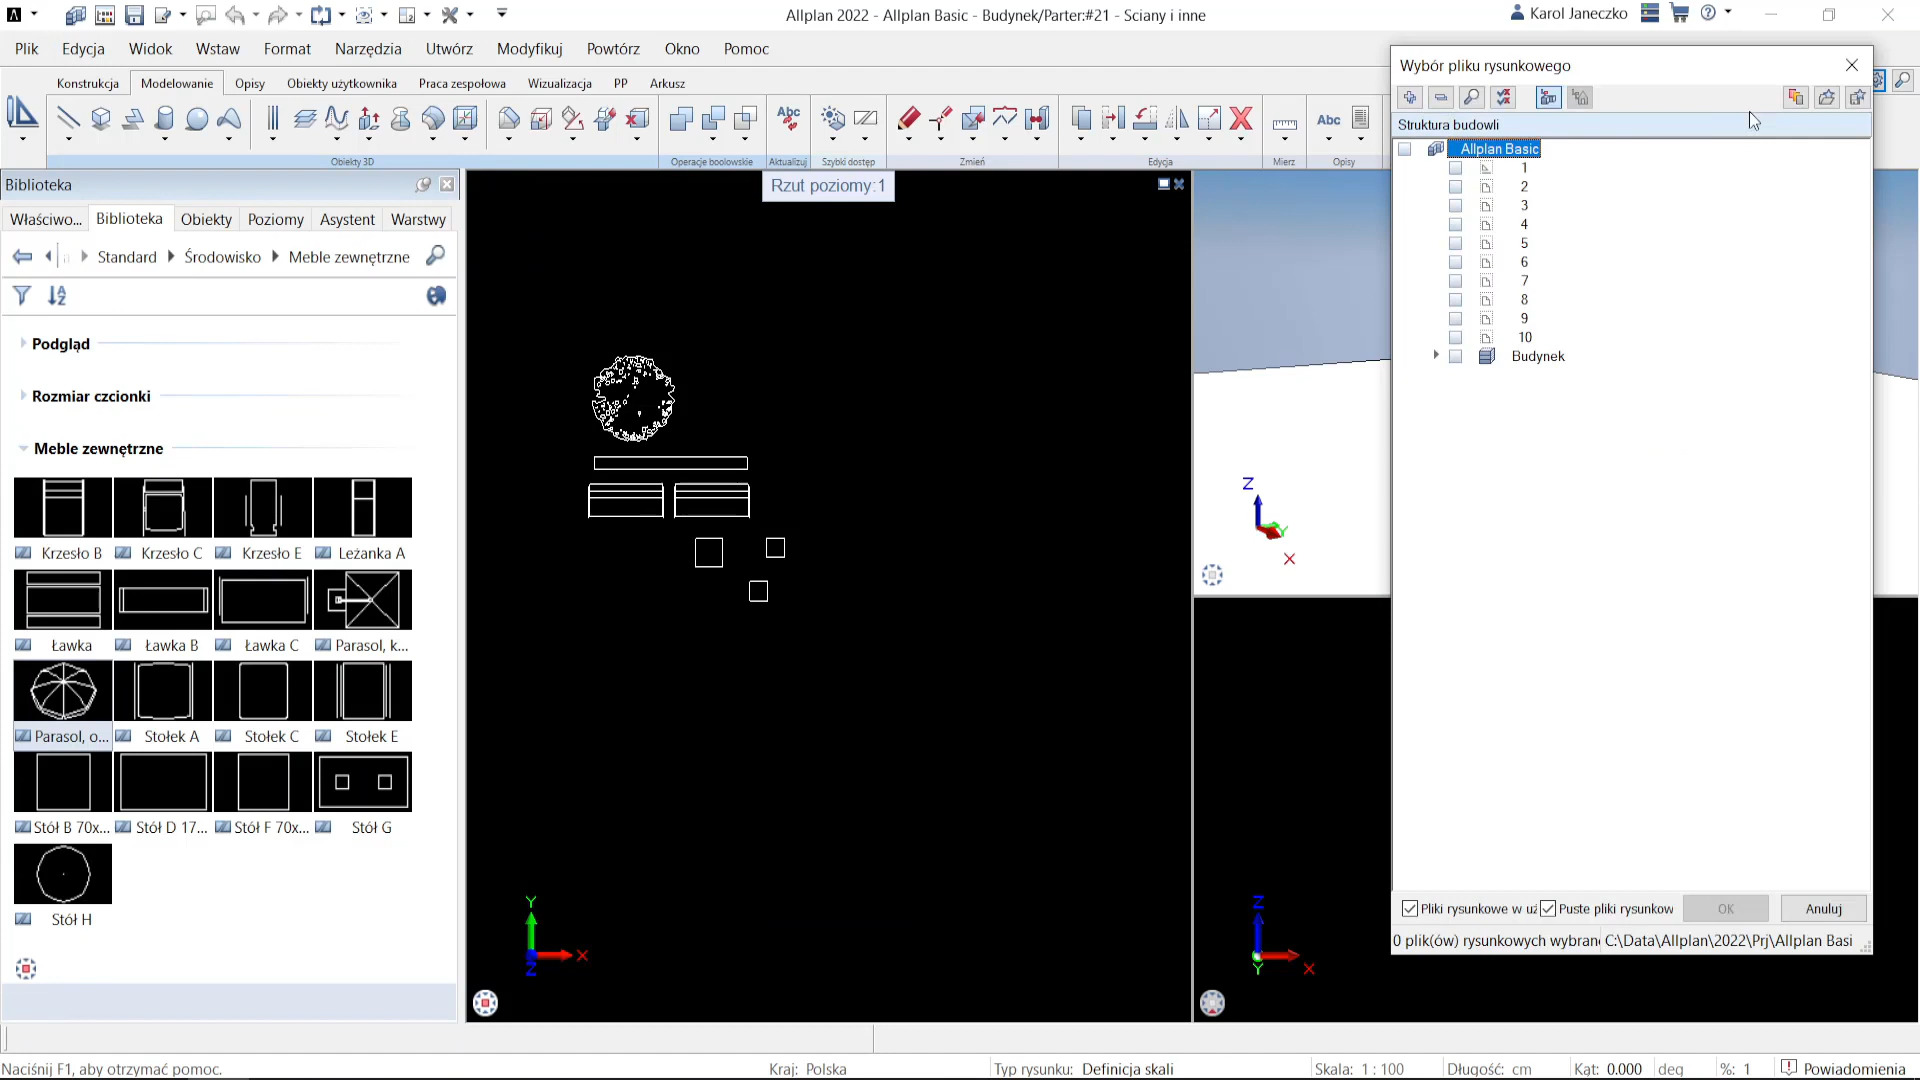 Allplan 2022 - Allplan Basic - Budynek/Parter:#21 - Sciany i inne
Karol Janeczko
Plik Edycja Widok Wstaw Format Narzędzia Utwórz Modyfikuj Powtórz Okno Pomoc
Konstrukcja Modelowanie Opisy Obiekty użytkownika Praca zespołowa Wizualizacja PP Arkusz
Abc
Abc
Obiekty 3D Operacje boolowskie Aktualizuj Szybki dostęp Zmień Edycja Mierz Opisy
Biblioteka
Rzut poziomy:1
Właściwo... Biblioteka Obiekty Poziomy Asystent Warstwy
Standard Środowisko Meble zewnętrzne
Podgląd
Rozmiar czcionki
Meble zewnętrzne
Krzesło B Krzesło C Krzesło E Leżanka A
Ławka Ławka B Ławka C Parasol, k...
Parasol, o... Stołek A Stołek C Stołek E
Stół B 70x... Stół D 17... Stół F 70x... Stół G
Stół H
Y
X
Z
Z
Y
X
Z
Y
X
Wybór pliku rysunkowego
Struktura budowli
Allplan Basic
1
2
3
4
5
6
7
8
9
10
Budynek
Pliki rysunkowe w uż Puste pliki rysunkow OK Anuluj
0 plik(ów) rysunkowych wybran C:\Data\Allplan\2022\Prj\Allplan Basi
Naciśnij F1, aby otrzymać pomoc. Kraj: Polska Typ rysunku: Definicja skali Skala: 1 : 100 Długość: cm Kąt: 0.000 deg %: 1 Powiadomienia